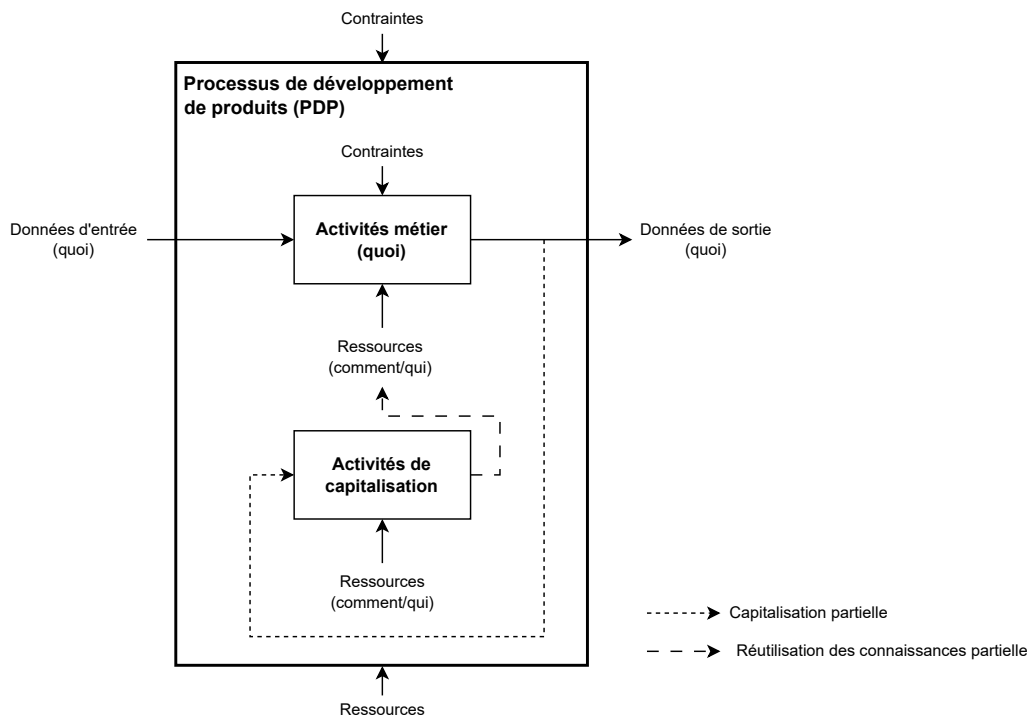 Contraintes
Processus de développement
de produits (PDP)
Contraintes
Données d'entrée
(quoi)
Activités métier
(quoi)
Données de sortie
(quoi)
Ressources
(comment/qui)
Activités de
capitalisation
Ressources
(comment/qui)
Capitalisation partielle
Réutilisation des connaissances partielle
Ressources